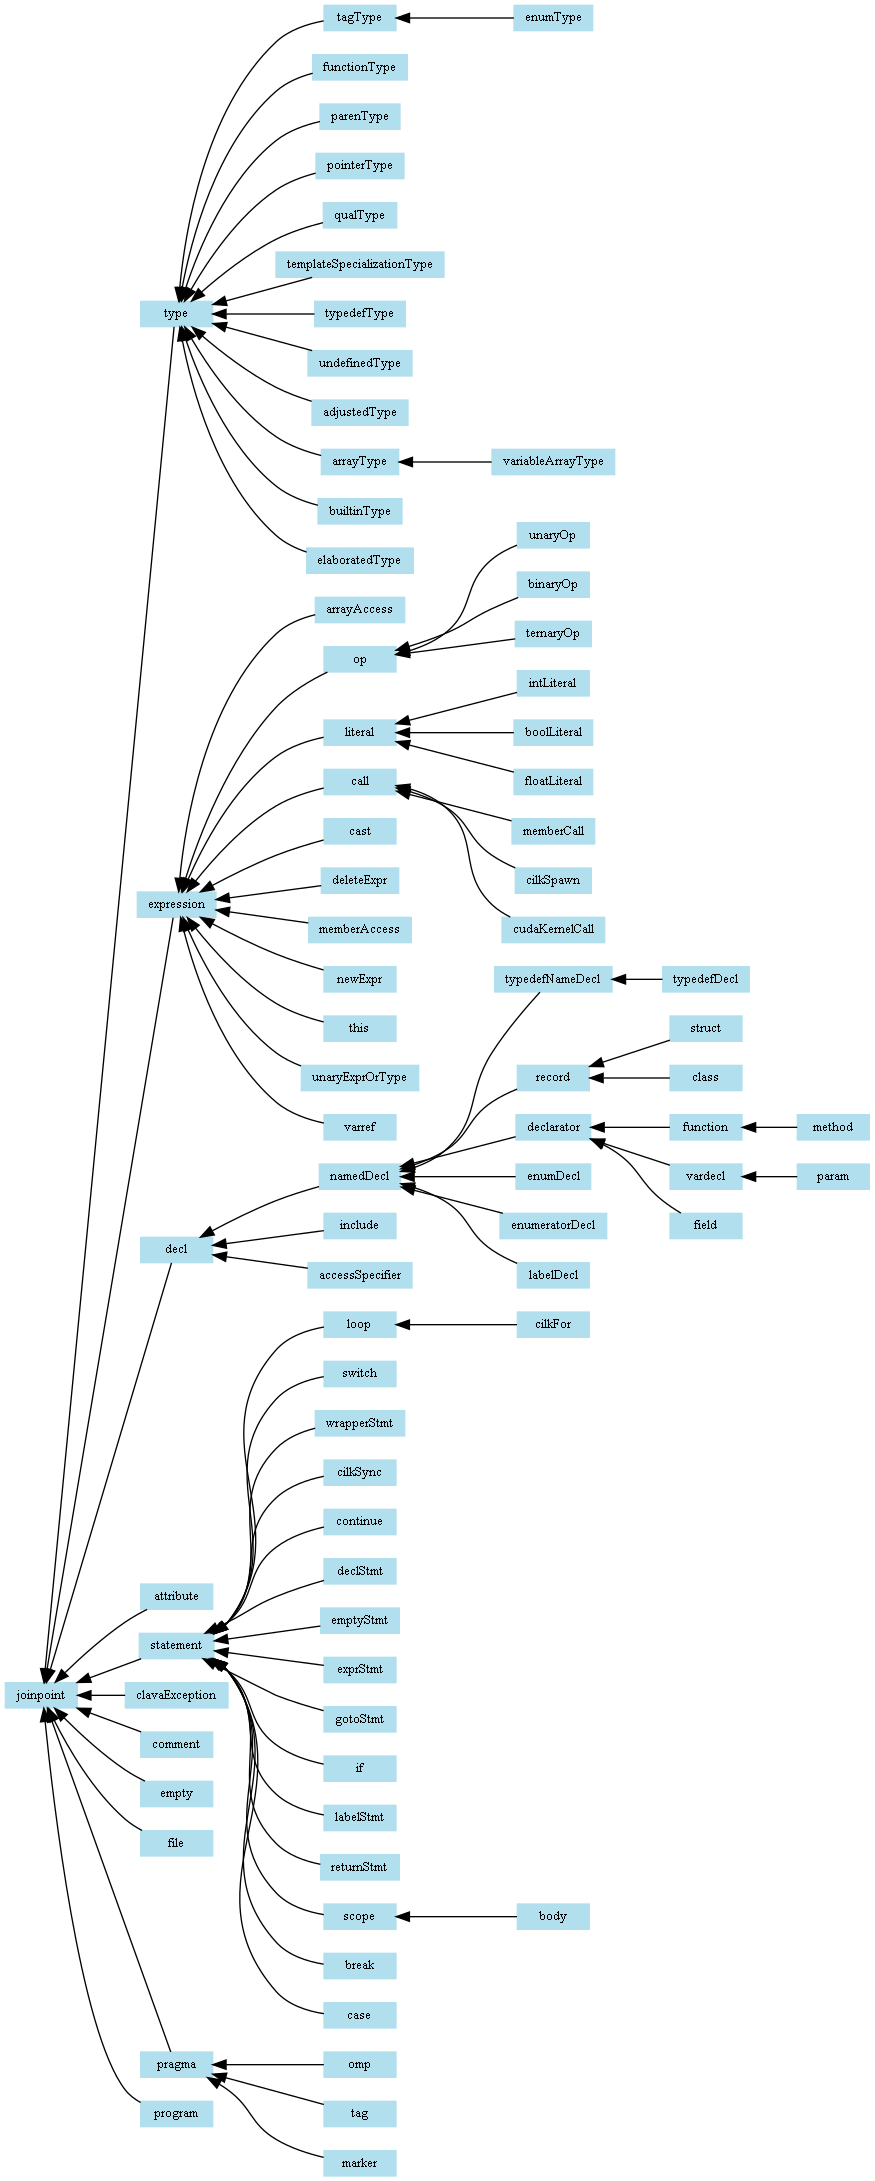 tagType
enumType
functionType
parenType
pointerType
qualType
templateSpecializationType
type
typedefType
undefinedType
adjustedType
arrayType
variableArrayType
builtinType
unaryOp
elaboratedType
binaryOp
arrayAccess
ternaryOp
op
intLiteral
literal
boolLiteral
call
floatLiteral
cast
memberCall
deleteExpr
cilkSpawn
expression
memberAccess
cudaKernelCall
newExpr
typedefNameDecl
typedefDecl
this
struct
unaryExprOrType
record
class
varref
declarator
function
method
namedDecl
enumDecl
vardecl
param
include
enumeratorDecl
field
decl
accessSpecifier
labelDecl
loop
cilkFor
switch
wrapperStmt
cilkSync
continue
declStmt
attribute
emptyStmt
statement
exprStmt
joinpoint
clavaException
gotoStmt
comment
if
empty
labelStmt
file
returnStmt
scope
body
break
case
pragma
omp
program
tag
marker